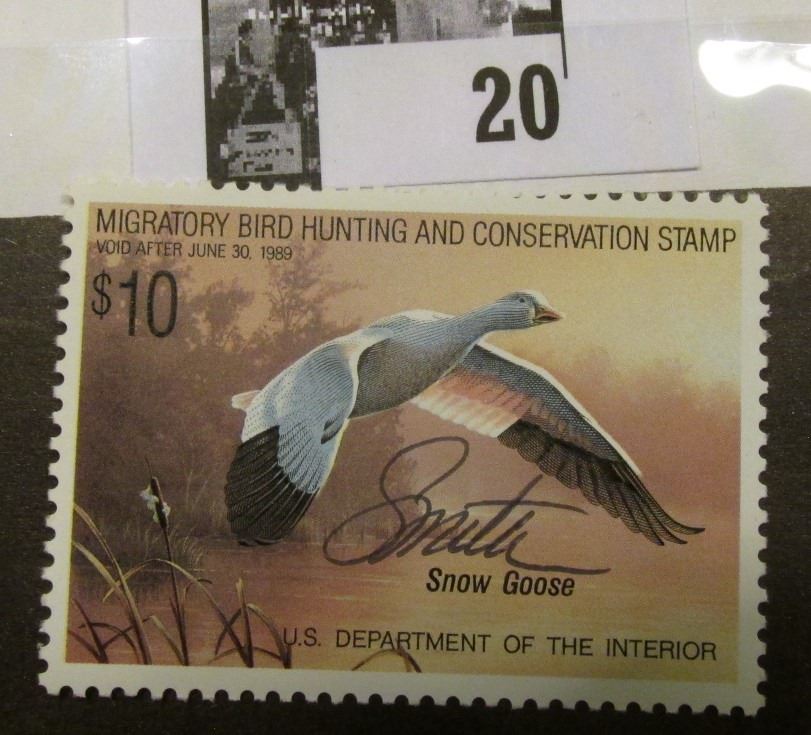 20
MIGRATORY BIRD HUNTING AND CONSERVATION STAMP
VOID AFTER JUNE 30, 1989
$10
Smith
Snow Goose
U.S. DEPARTMENT OF THE INTERIOR